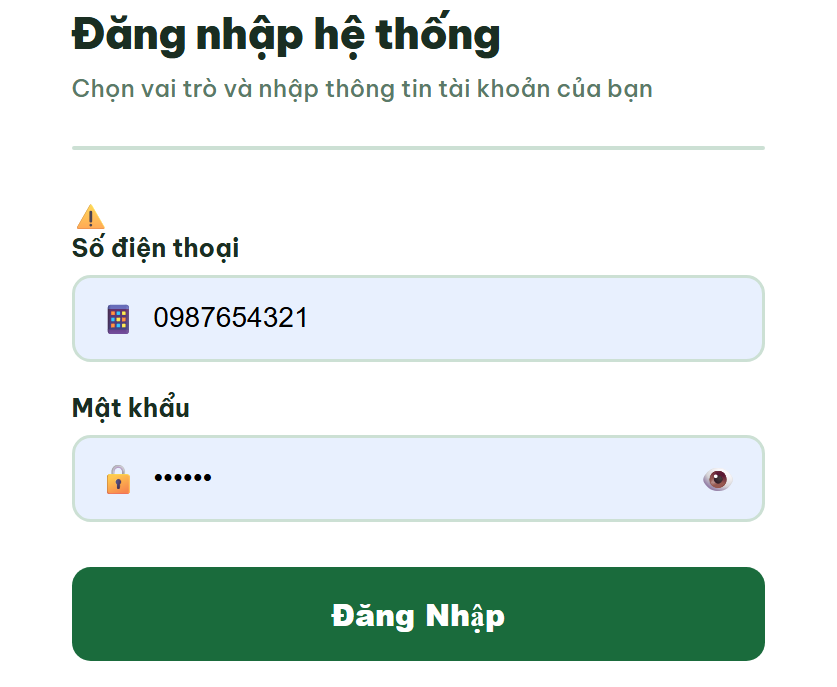 Đăng nhập hệ thống
Chọn vai trò và nhập thông tin tài khoản của bạn
Số điện thoại
0987654321
Mật khẩu
••••••
Đăng Nhập